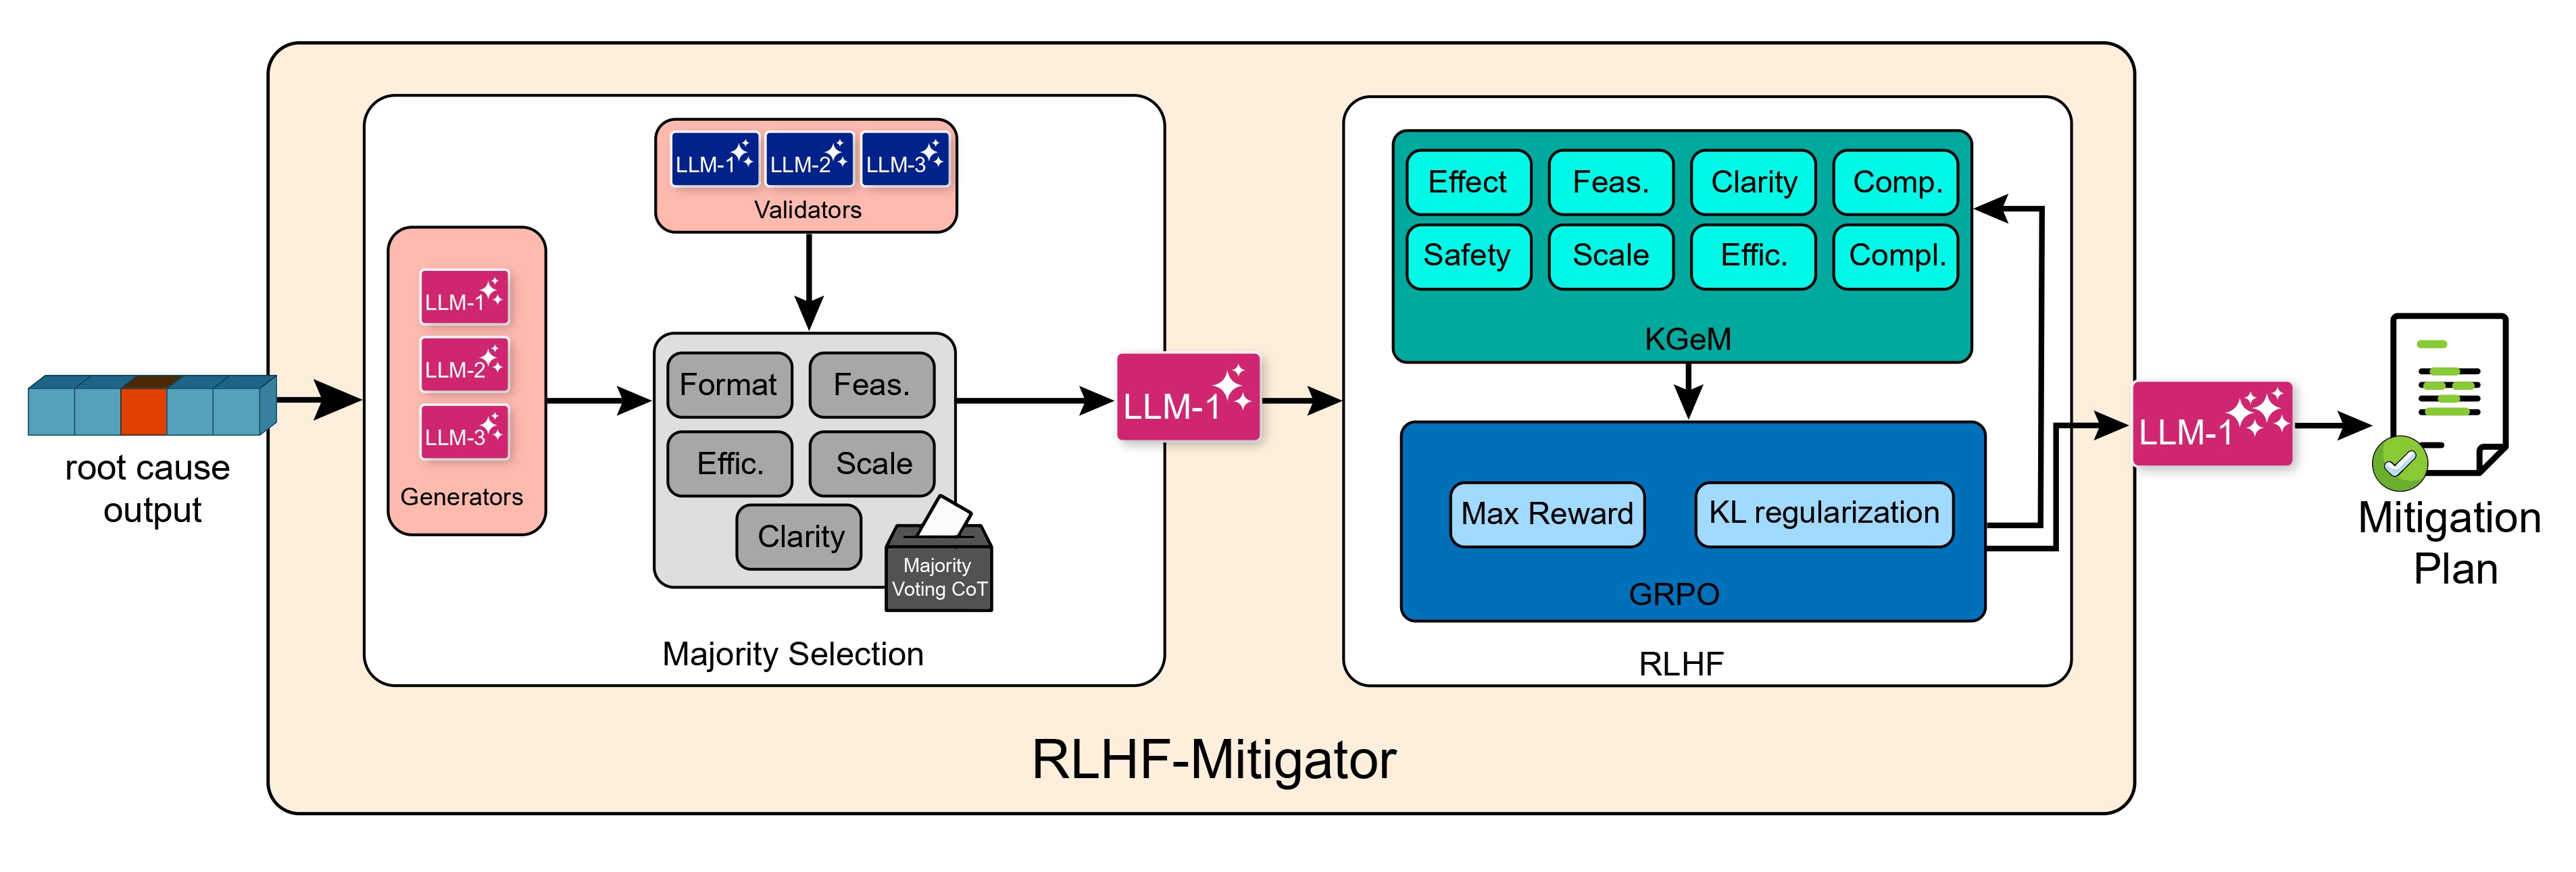 root cause
output
LLM-1
LLM-2
LLM-3
Generators
LLM-1
LLM-2
LLM-3
Validators
Format
Feas.
Effic.
Scale
Clarity
Majority
Voting CoT
Majority Selection
LLM-1
Effect
Feas.
Clarity
Comp.
Safety
Scale
Effic.
Compl.
KGeM
Max Reward
KL regularization
GRPO
RLHF
LLM-1
Mitigation
Plan
RLHF-Mitigator